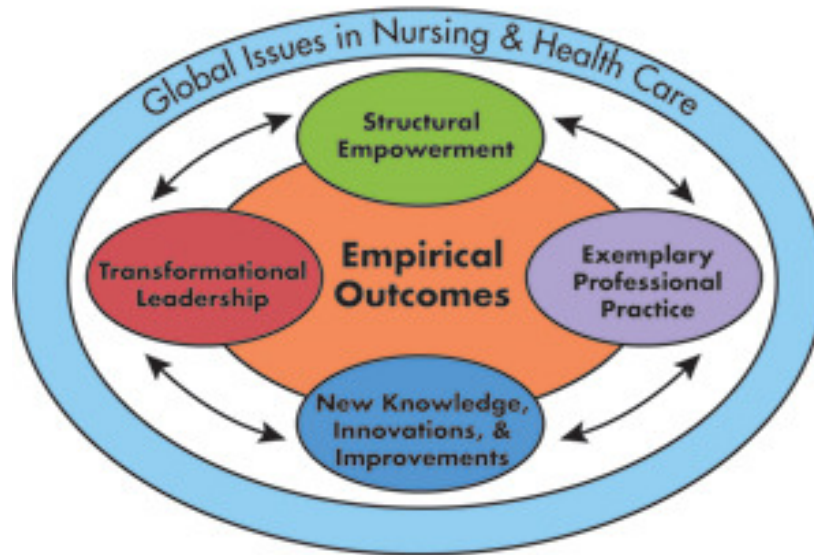 Global Issues in Nursing & Health Care
Structural
Empowerment
Transformational
Leadership
Empirical
Outcomes
Exemplary
Professional
Practice
New Knowledge,
Innovations, &
Improvements